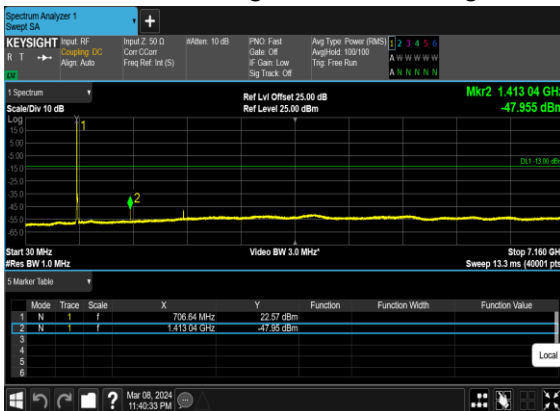 Spectrum Analyzer 1
Swept SA
KEYSIGHT Input: RF Input Z: 50 Ω #Atten: 10 dB PNO: Fast Avg Type: Power (RMS) 1 2 3 4 5 6
R T Coupling: DC Corr CCorr Gate: Off Avg|Hold: 100/100 A W W W W W
Align: Auto Freq Ref: Int (S) IF Gain: Low Trig: Free Run
Sig Track: Off A N N N N N
LV
1 Spectrum Ref Lvl Offset 25.00 dB Mkr2 1.413 04 GHz
Scale/Div 10 dB Ref Level 25.00 dBm -47.955 dBm
Log
15.0
5.00
-5.00
-15.0
-25.0
-35.0
-45.0
-55.0
-65.0
1
2
DL1 -13.00 dBm
Start 30 MHz Video BW 3.0 MHz* Stop 7.160 GH
#Res BW 1.0 MHz Sweep 13.3 ms (40001 pts
5 Marker Table
Mode Trace Scale X Y Function Function Width Function Value
1 N 1 f 706.64 MHz 22.57 dBm
2 N 1 f 1.413 04 GHz -47.95 dBm
3
4
5
6
Local
Mar 08, 2024
11:40:33 PM